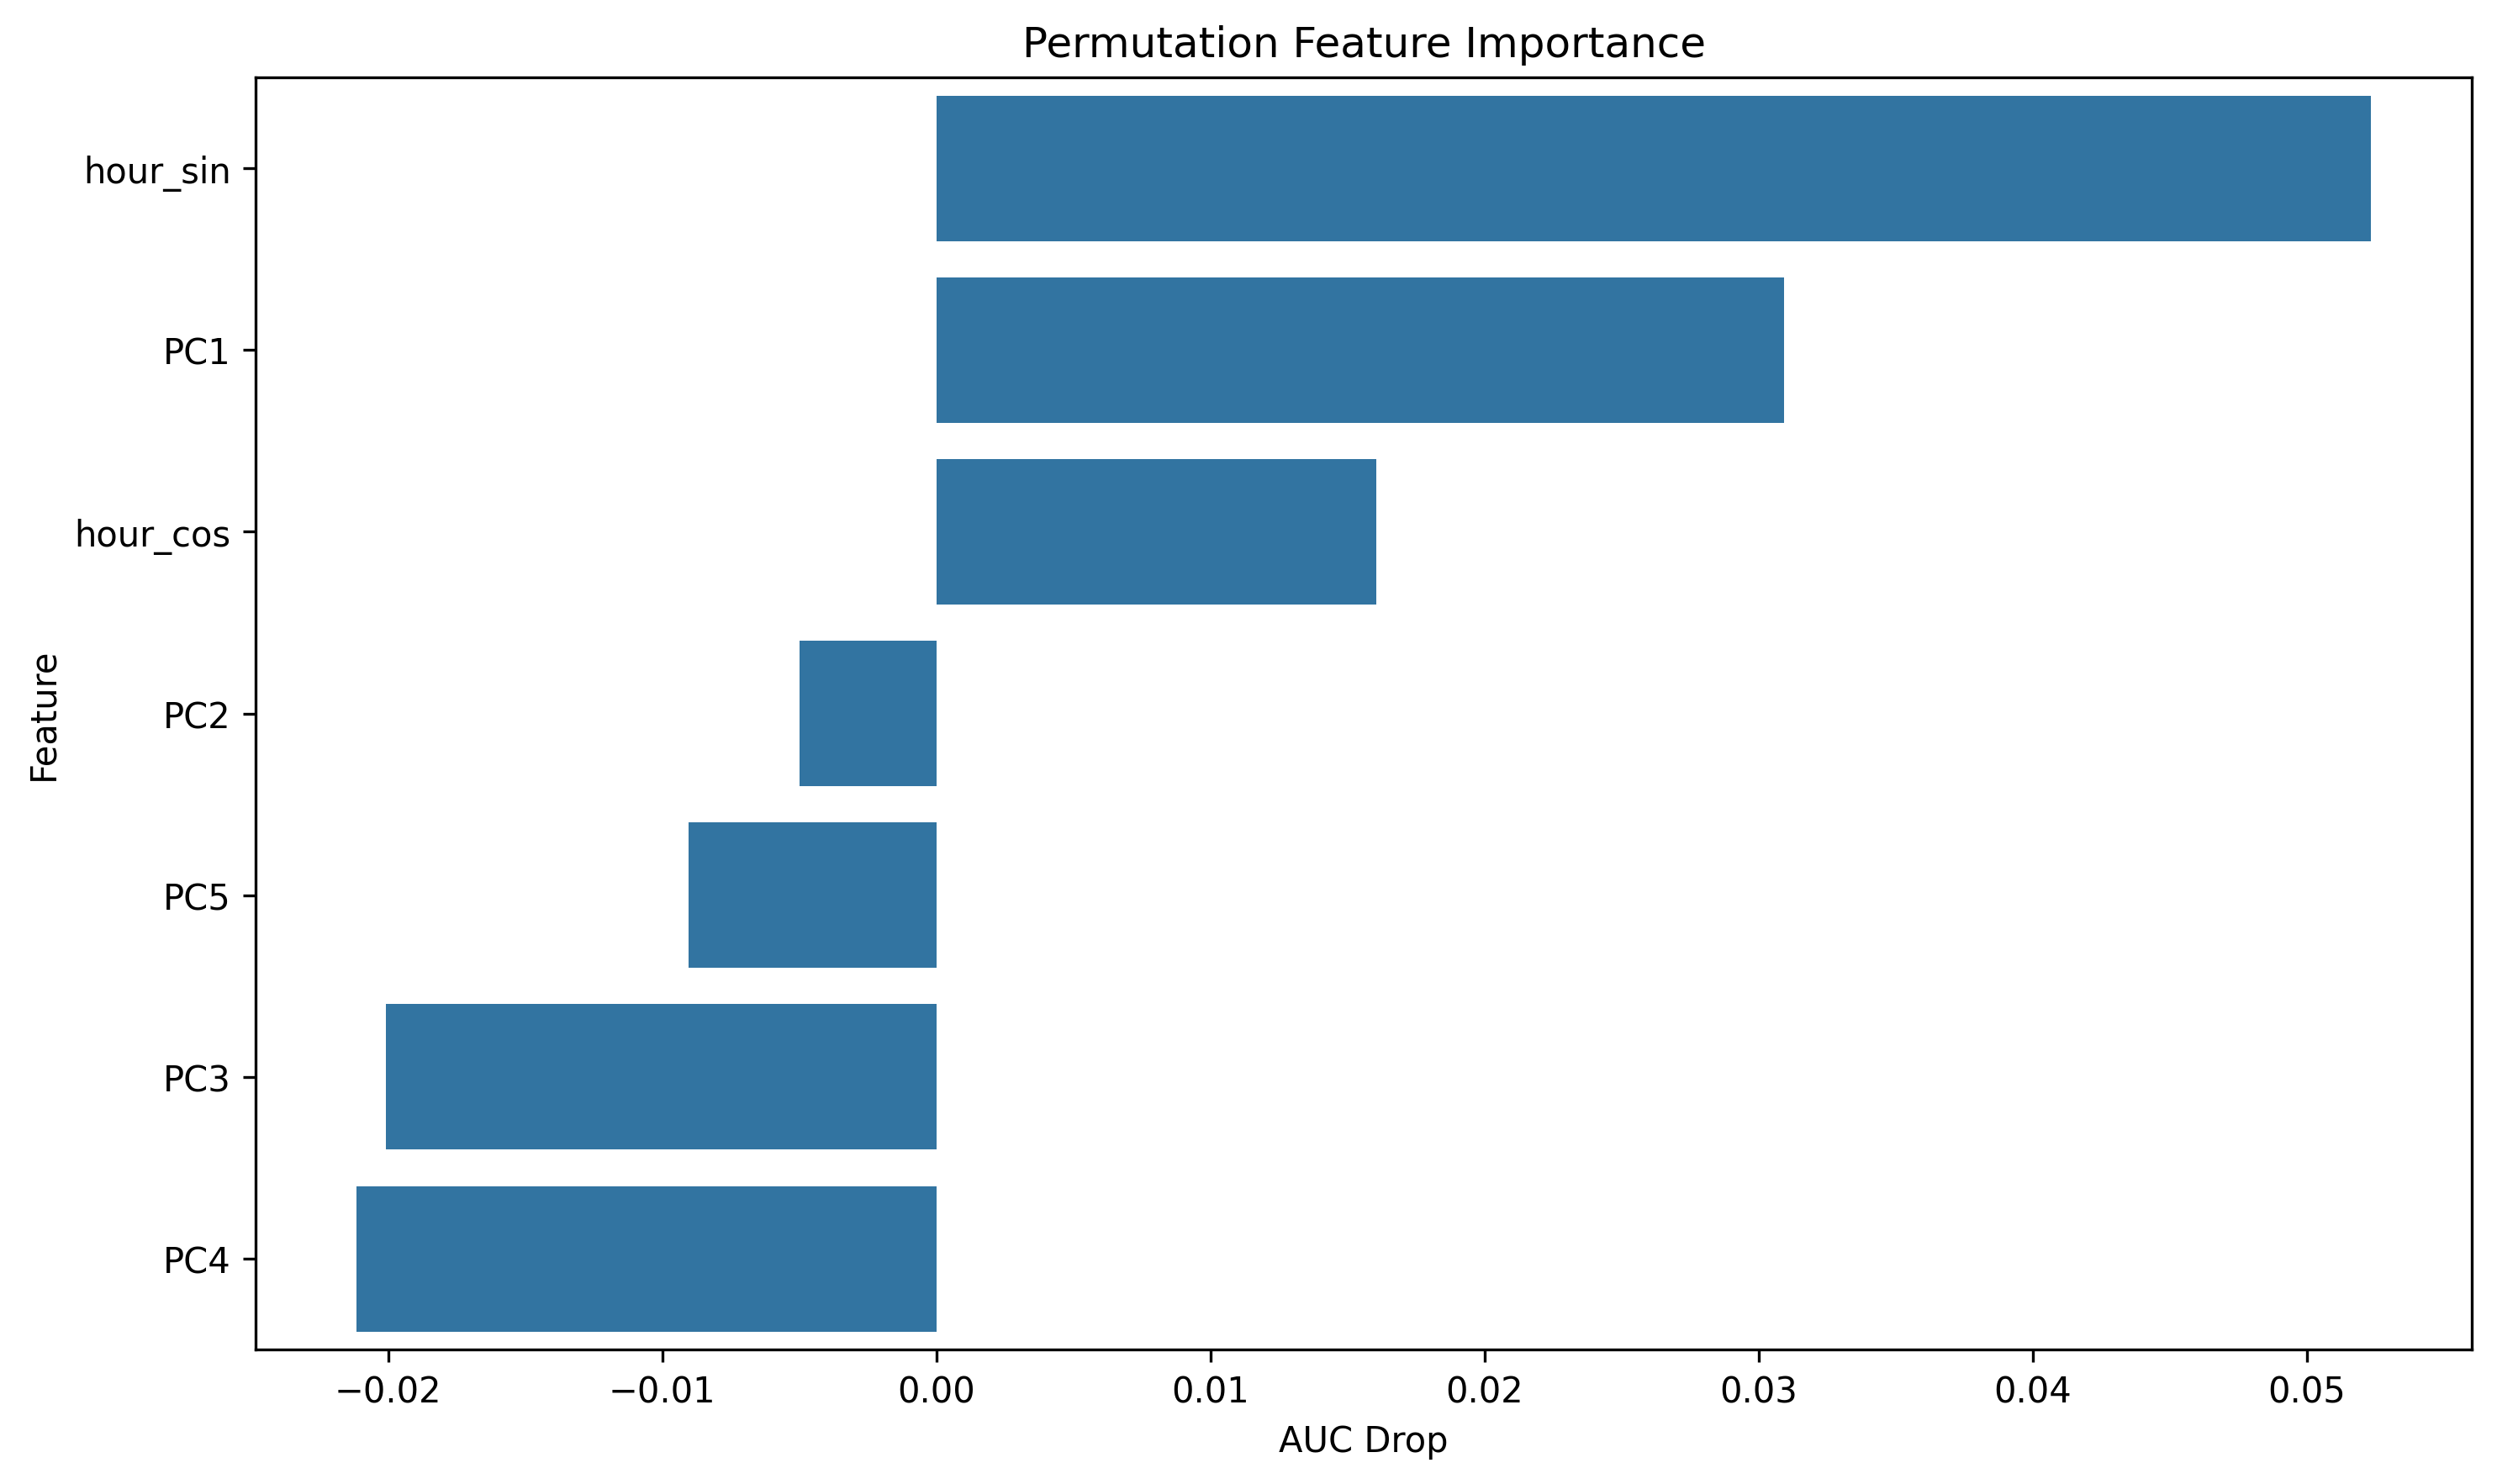 Permutation Feature Importance
Feature
hour_sin
PC1
hour_cos
PC2
PC5
PC3
PC4
−0.02 −0.01 0.00 0.01 0.02 0.03 0.04 0.05
AUC Drop